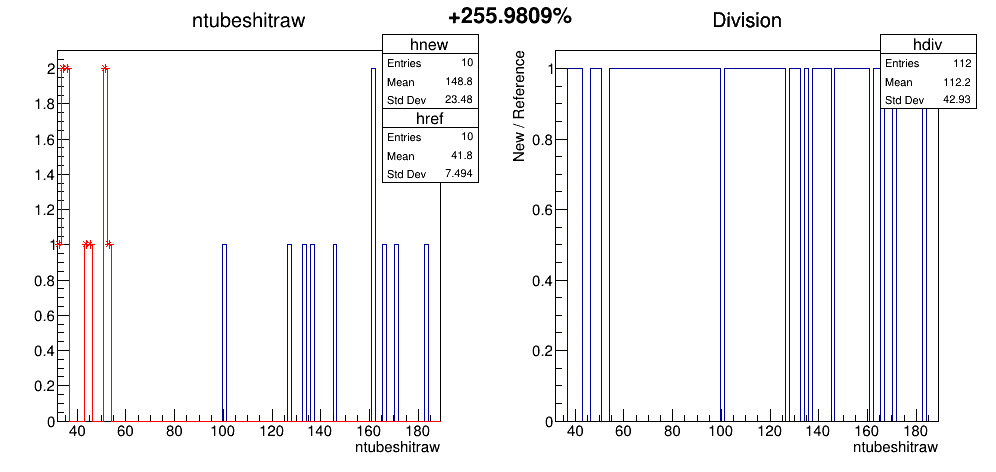 +255.9809%
ntubeshitraw
hnew
Entries 10
Mean 148.8
Std Dev 23.48
href
Entries 10
Mean 41.8
Std Dev 7.494
2
1.8
1.6
1.4
1.2
1
0.8
0.6
0.4
0.2
0
40 60 80 100 120 140 160 180
ntubeshitraw
Division
hdiv
Entries 112
Mean 112.2
Std Dev 42.93
New / Reference
1
0.8
0.6
0.4
0.2
0
40 60 80 100 120 140 160 180
ntubeshitraw